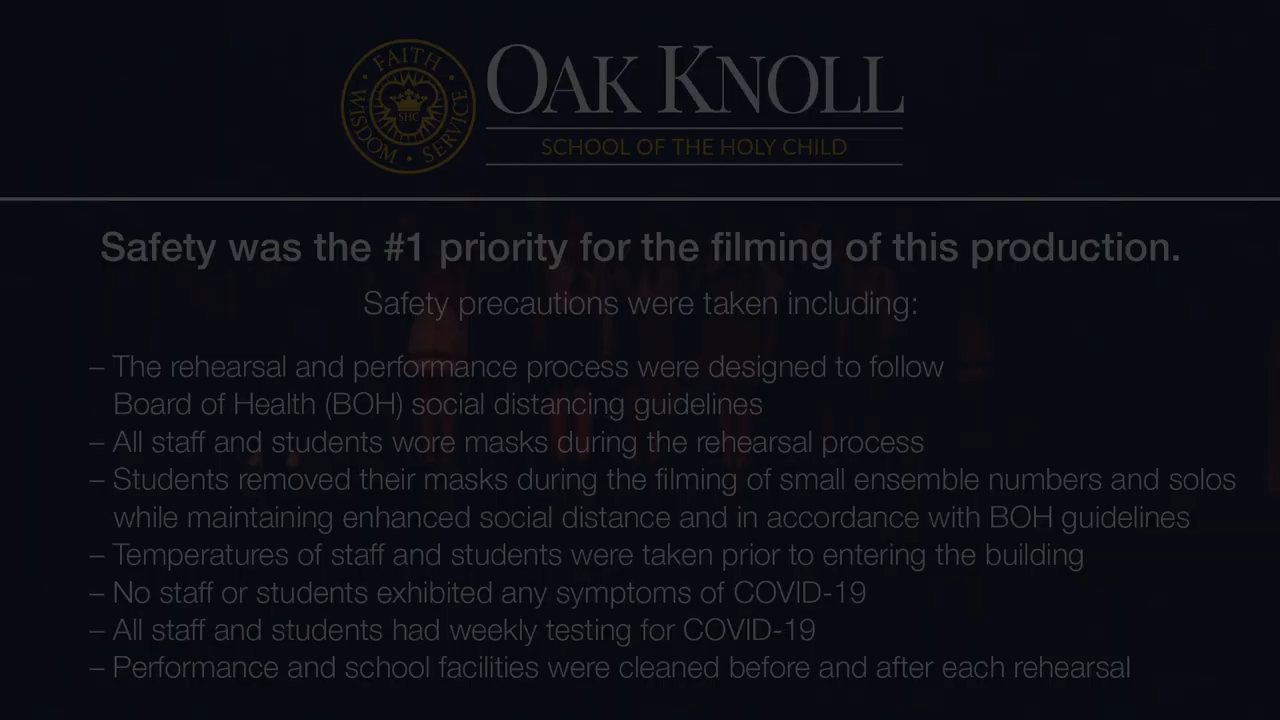 FAITH
WISDOM • SERVICE
SHC
OAK KNOLL
SCHOOL OF THE HOLY CHILD
Safety was the #1 priority for the filming of this production.
Safety precautions were taken including:
– The rehearsal and performance process were designed to follow
Board of Health (BOH) social distancing guidelines
– All staff and students wore masks during the rehearsal process
– Students removed their masks during the filming of small ensemble numbers and solos
while maintaining enhanced social distance and in accordance with BOH guidelines
– Temperatures of staff and students were taken prior to entering the building
– No staff or students exhibited any symptoms of COVID-19
– All staff and students had weekly testing for COVID-19
– Performance and school facilities were cleaned before and after each rehearsal